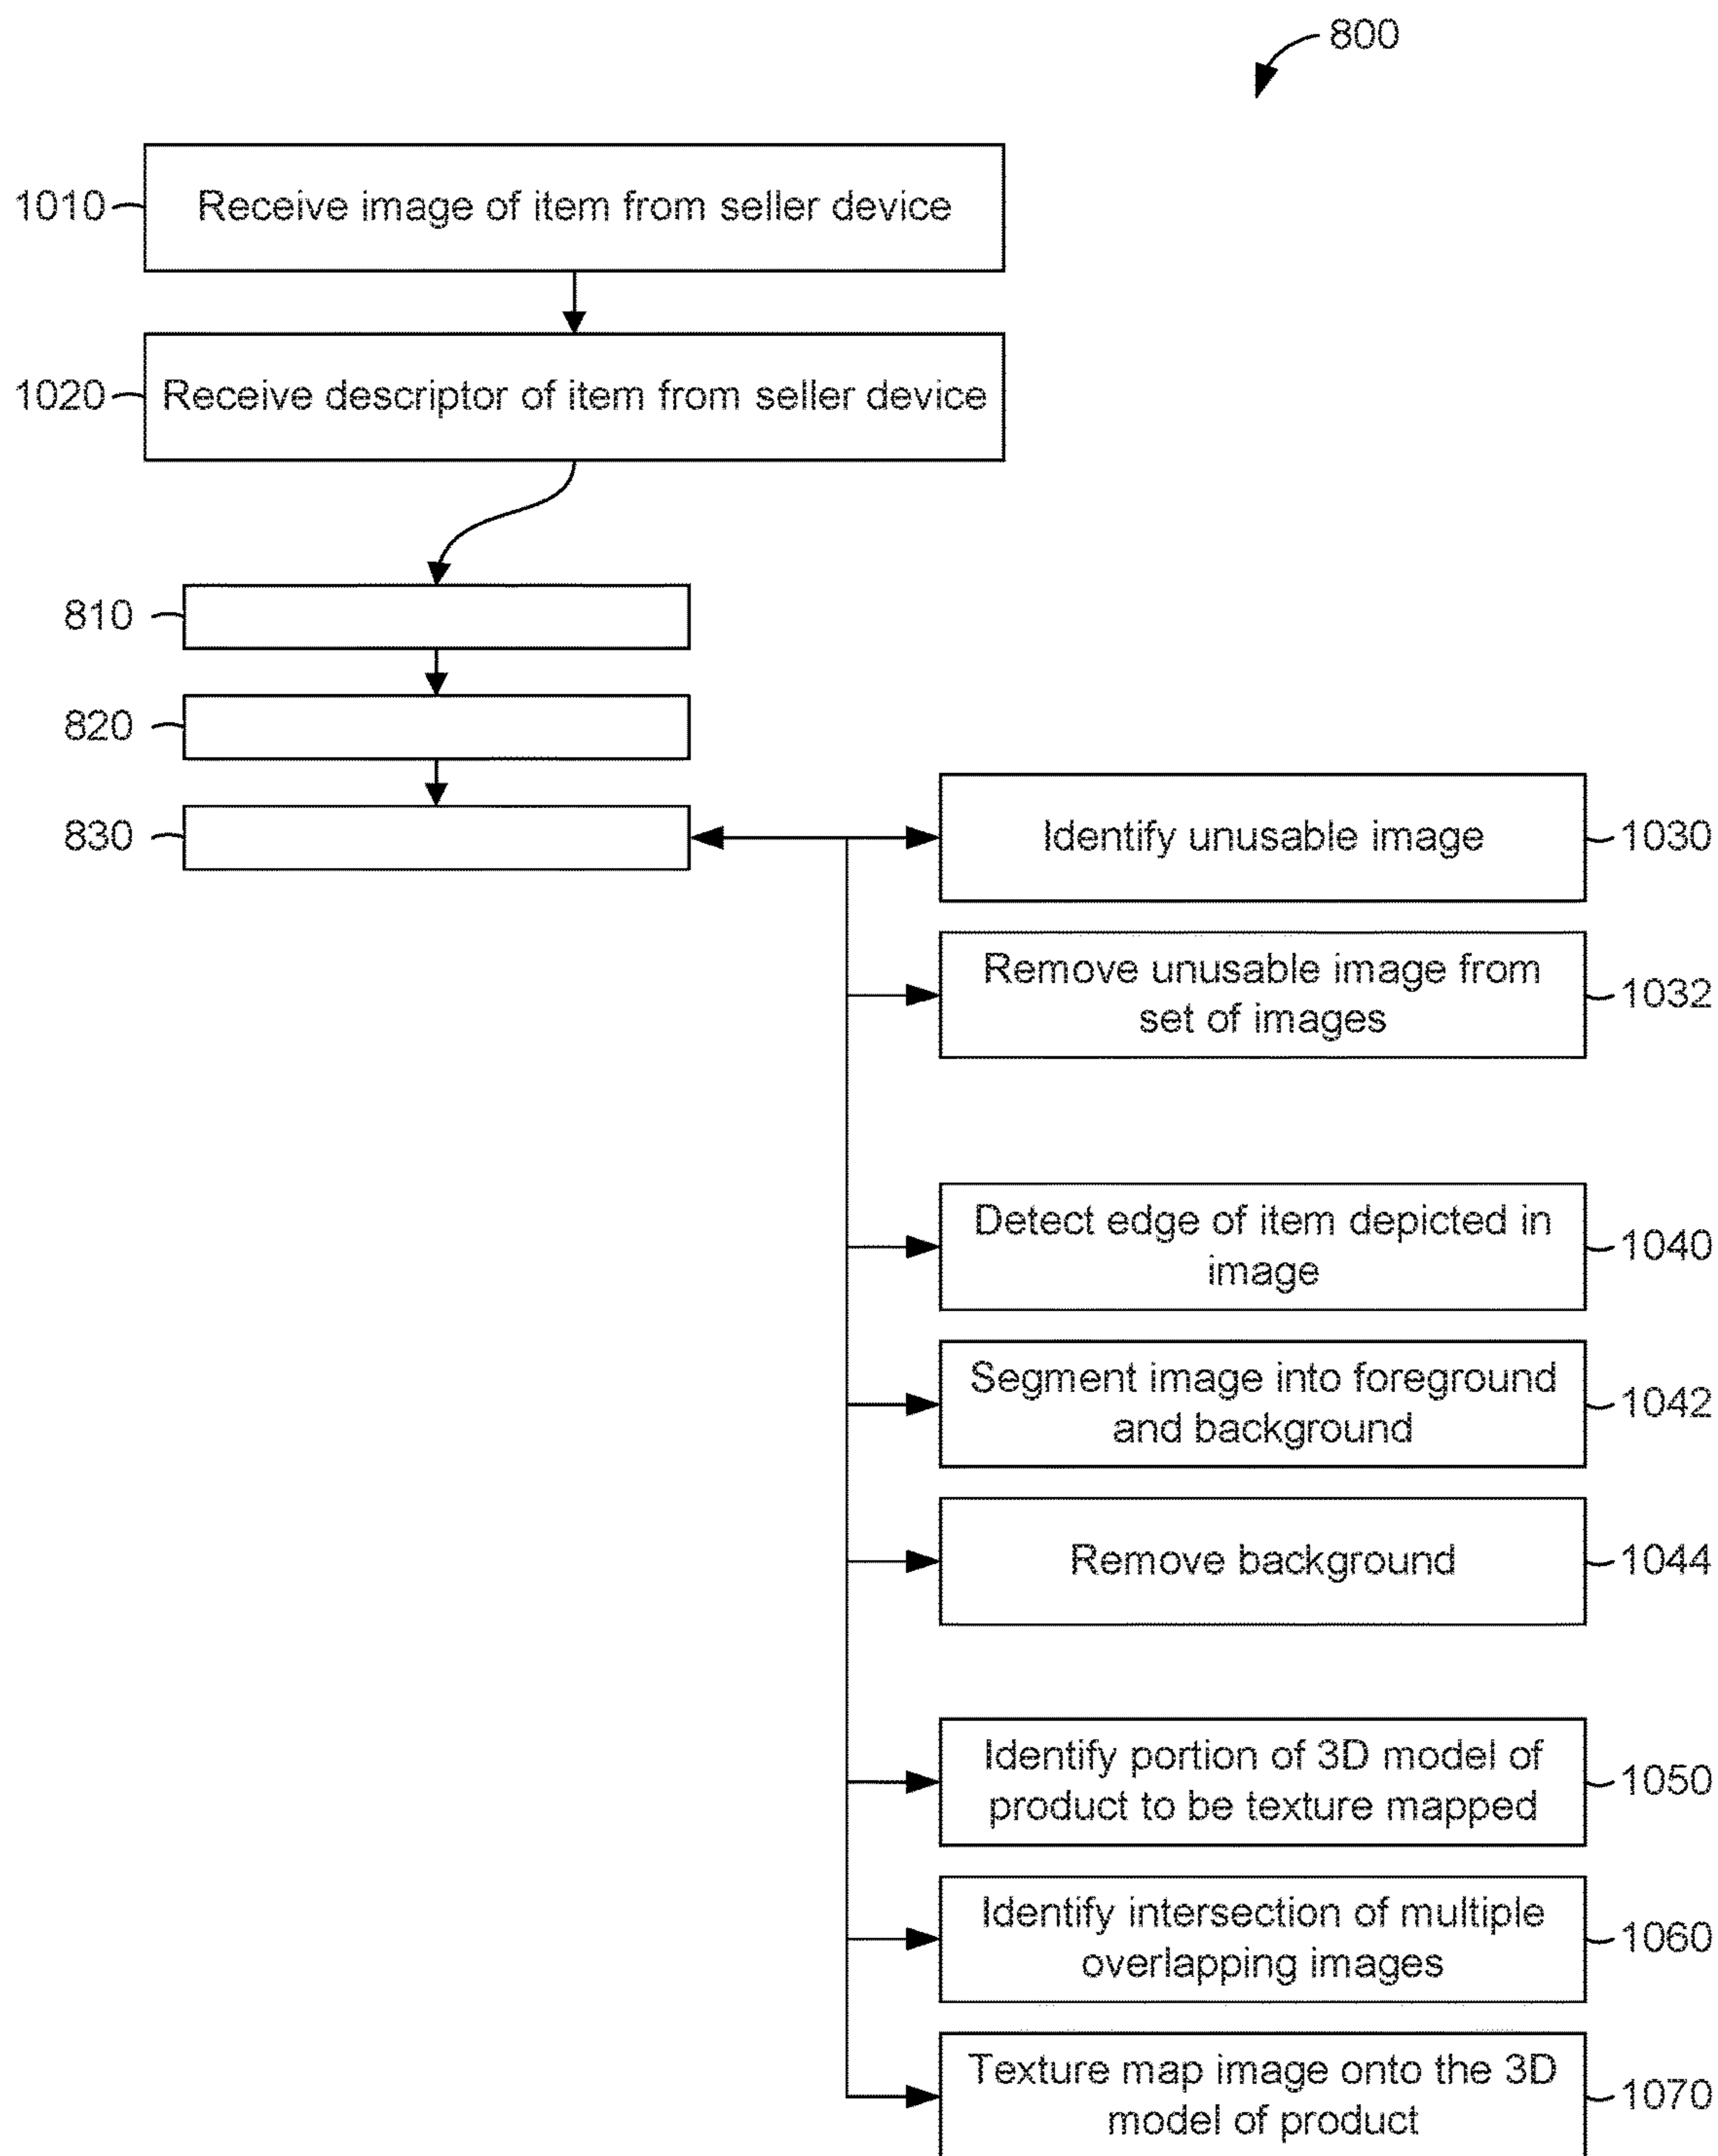 800
1010
Receive image of item from seller device
1020
Receive descriptor of item from seller device
810
820
830
Identify unusable image
1030
Remove unusable image from
set of images
1032
Detect edge of item depicted in
image
1040
Segment image into foreground
and background
1042
Remove background
1044
Identify portion of 3D model of
product to be texture mapped
1050
Identify intersection of multiple
overlapping images
1060
Texture map image onto the 3D
model of product
1070